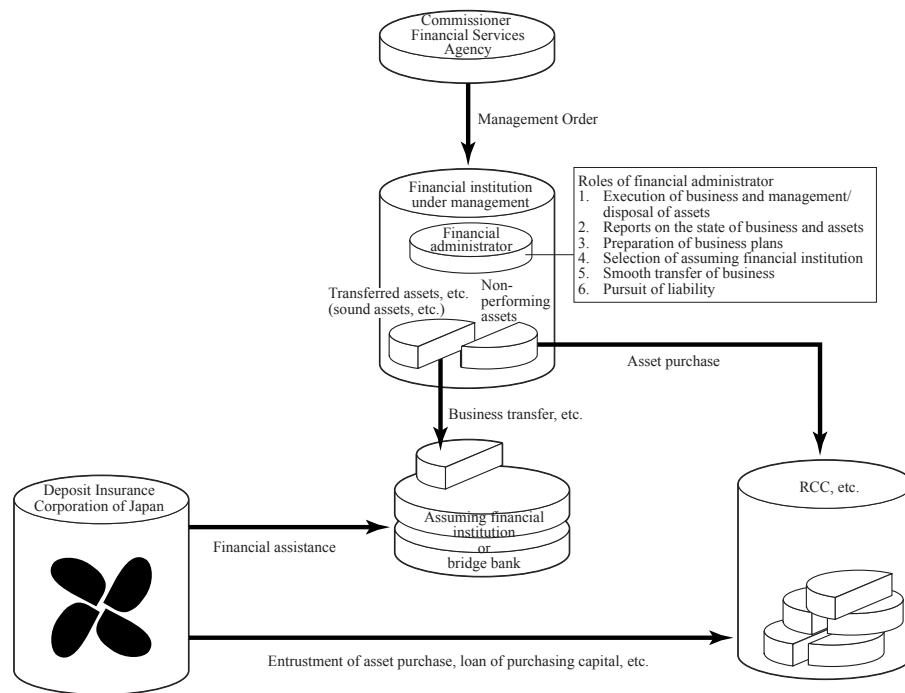 Commissioner
Financial Services
Agency
Management Order
Financial institution
under management
Financial
administrator
Roles of financial administrator
1. Execution of business and management/
disposal of assets
2. Reports on the state of business and assets
3. Preparation of business plans
4. Selection of assuming financial institution
5. Smooth transfer of business
6. Pursuit of liability
Transferred assets, etc.
(sound assets, etc.)
Non-
performing
assets
Asset purchase
Business transfer, etc.
Deposit Insurance
Corporation of Japan
Financial assistance
Assuming financial
institution
or
bridge bank
RCC, etc.
Entrustment of asset purchase, loan of purchasing capital, etc.